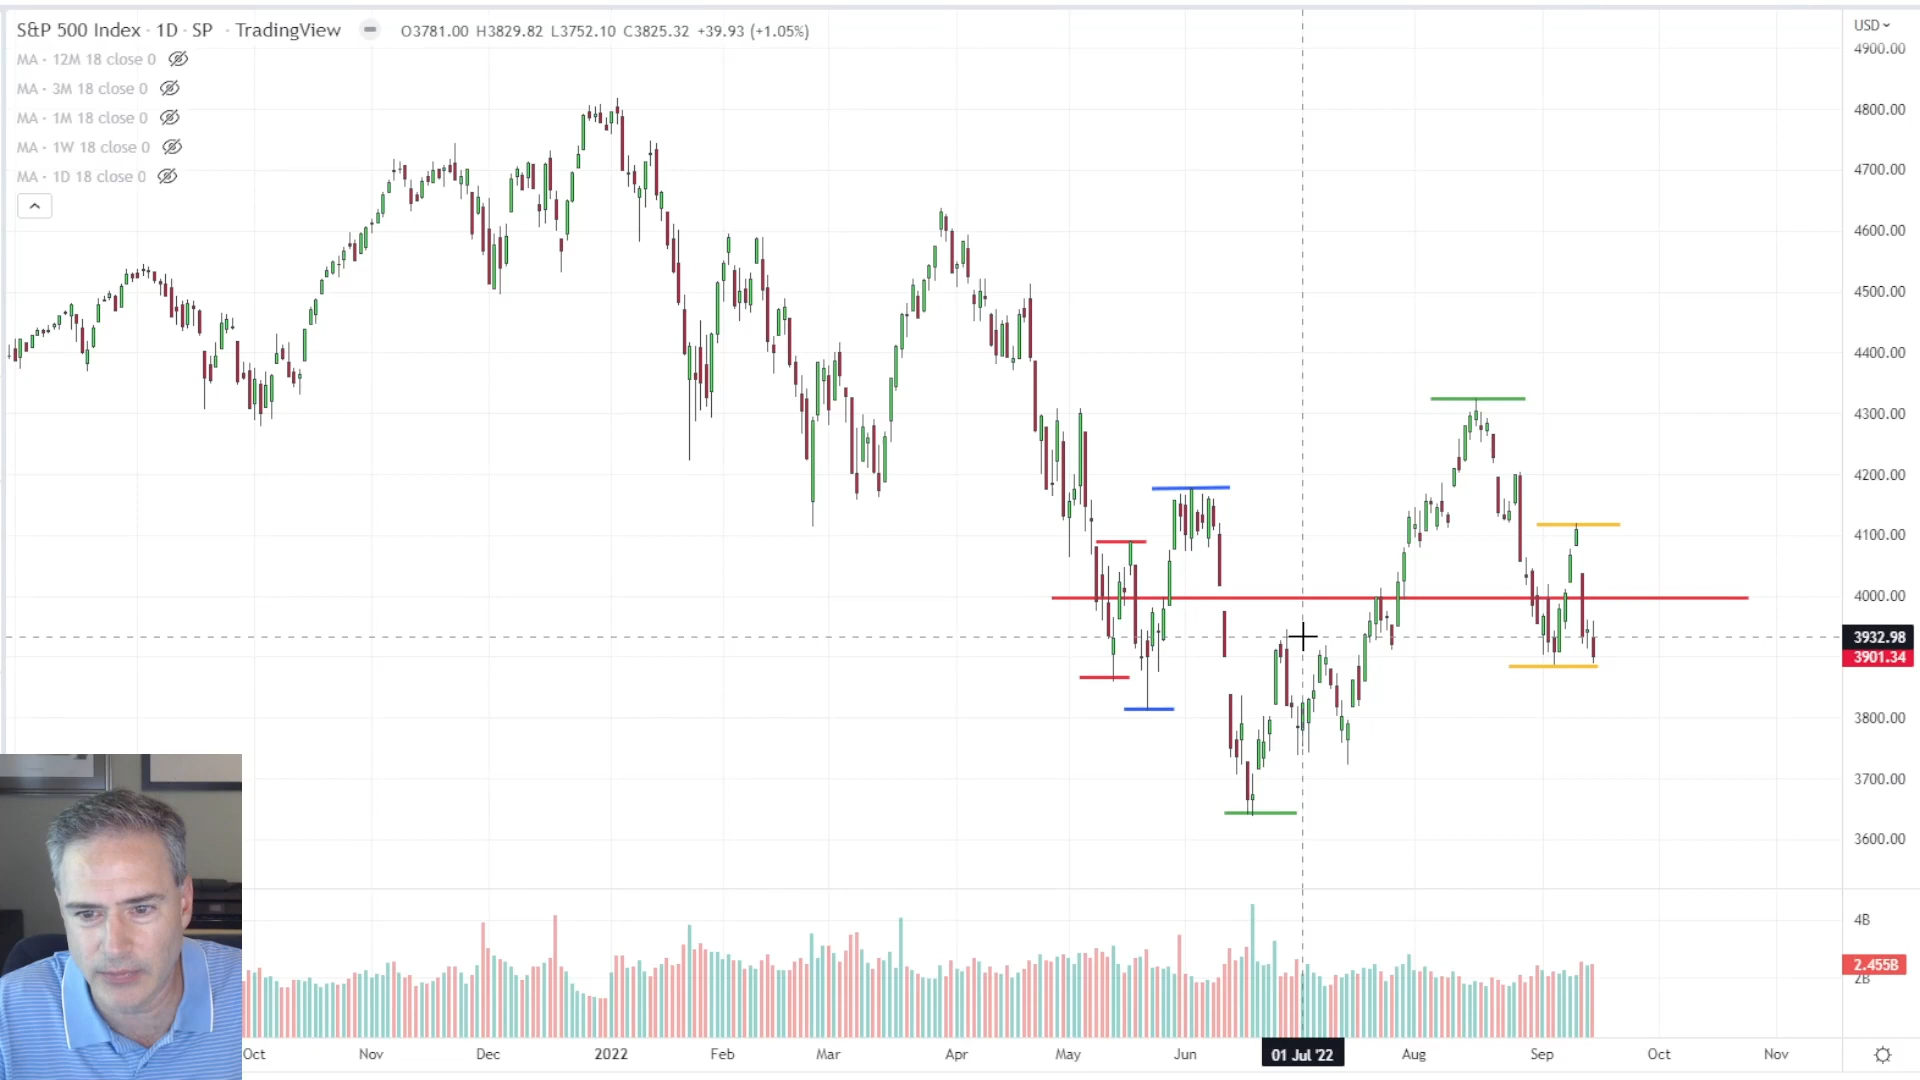 S&P 500 Index · 1D · SP · TradingView O3781.00 H3829.82 L3752.10 C3825.32 +39.93 (+1.05%)
MA · 12M 18 close 0
MA · 3M 18 close 0
MA · 1M 18 close 0
MA · 1W 18 close 0
MA · 1D 18 close 0
USD
4900.00
4800.00
4700.00
4600.00
4500.00
4400.00
4300.00
4200.00
4100.00
4000.00
3932.98
3901.34
3800.00
3700.00
3600.00
4B
2.455B
2B
Oct Nov Dec 2022 Feb Mar Apr May Jun 01 Jul '22 Aug Sep Oct Nov